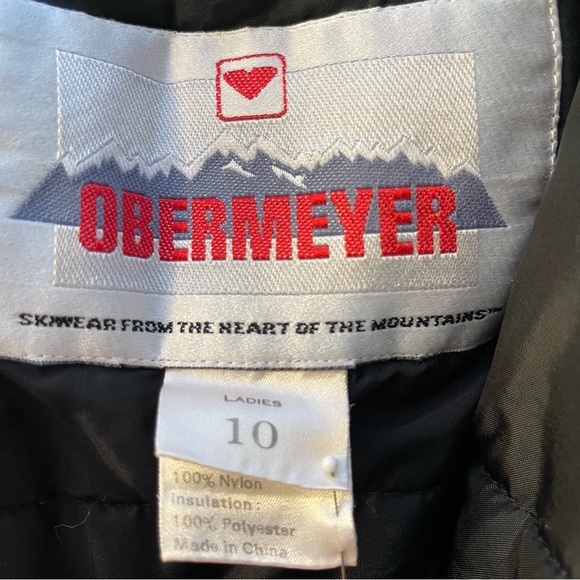 OBERMEYER
SKIWEAR FROM THE HEART OF THE MOUNTAINS™
LADIES
10
100% Nylon
Insulation:
100% Polyester
Made in China